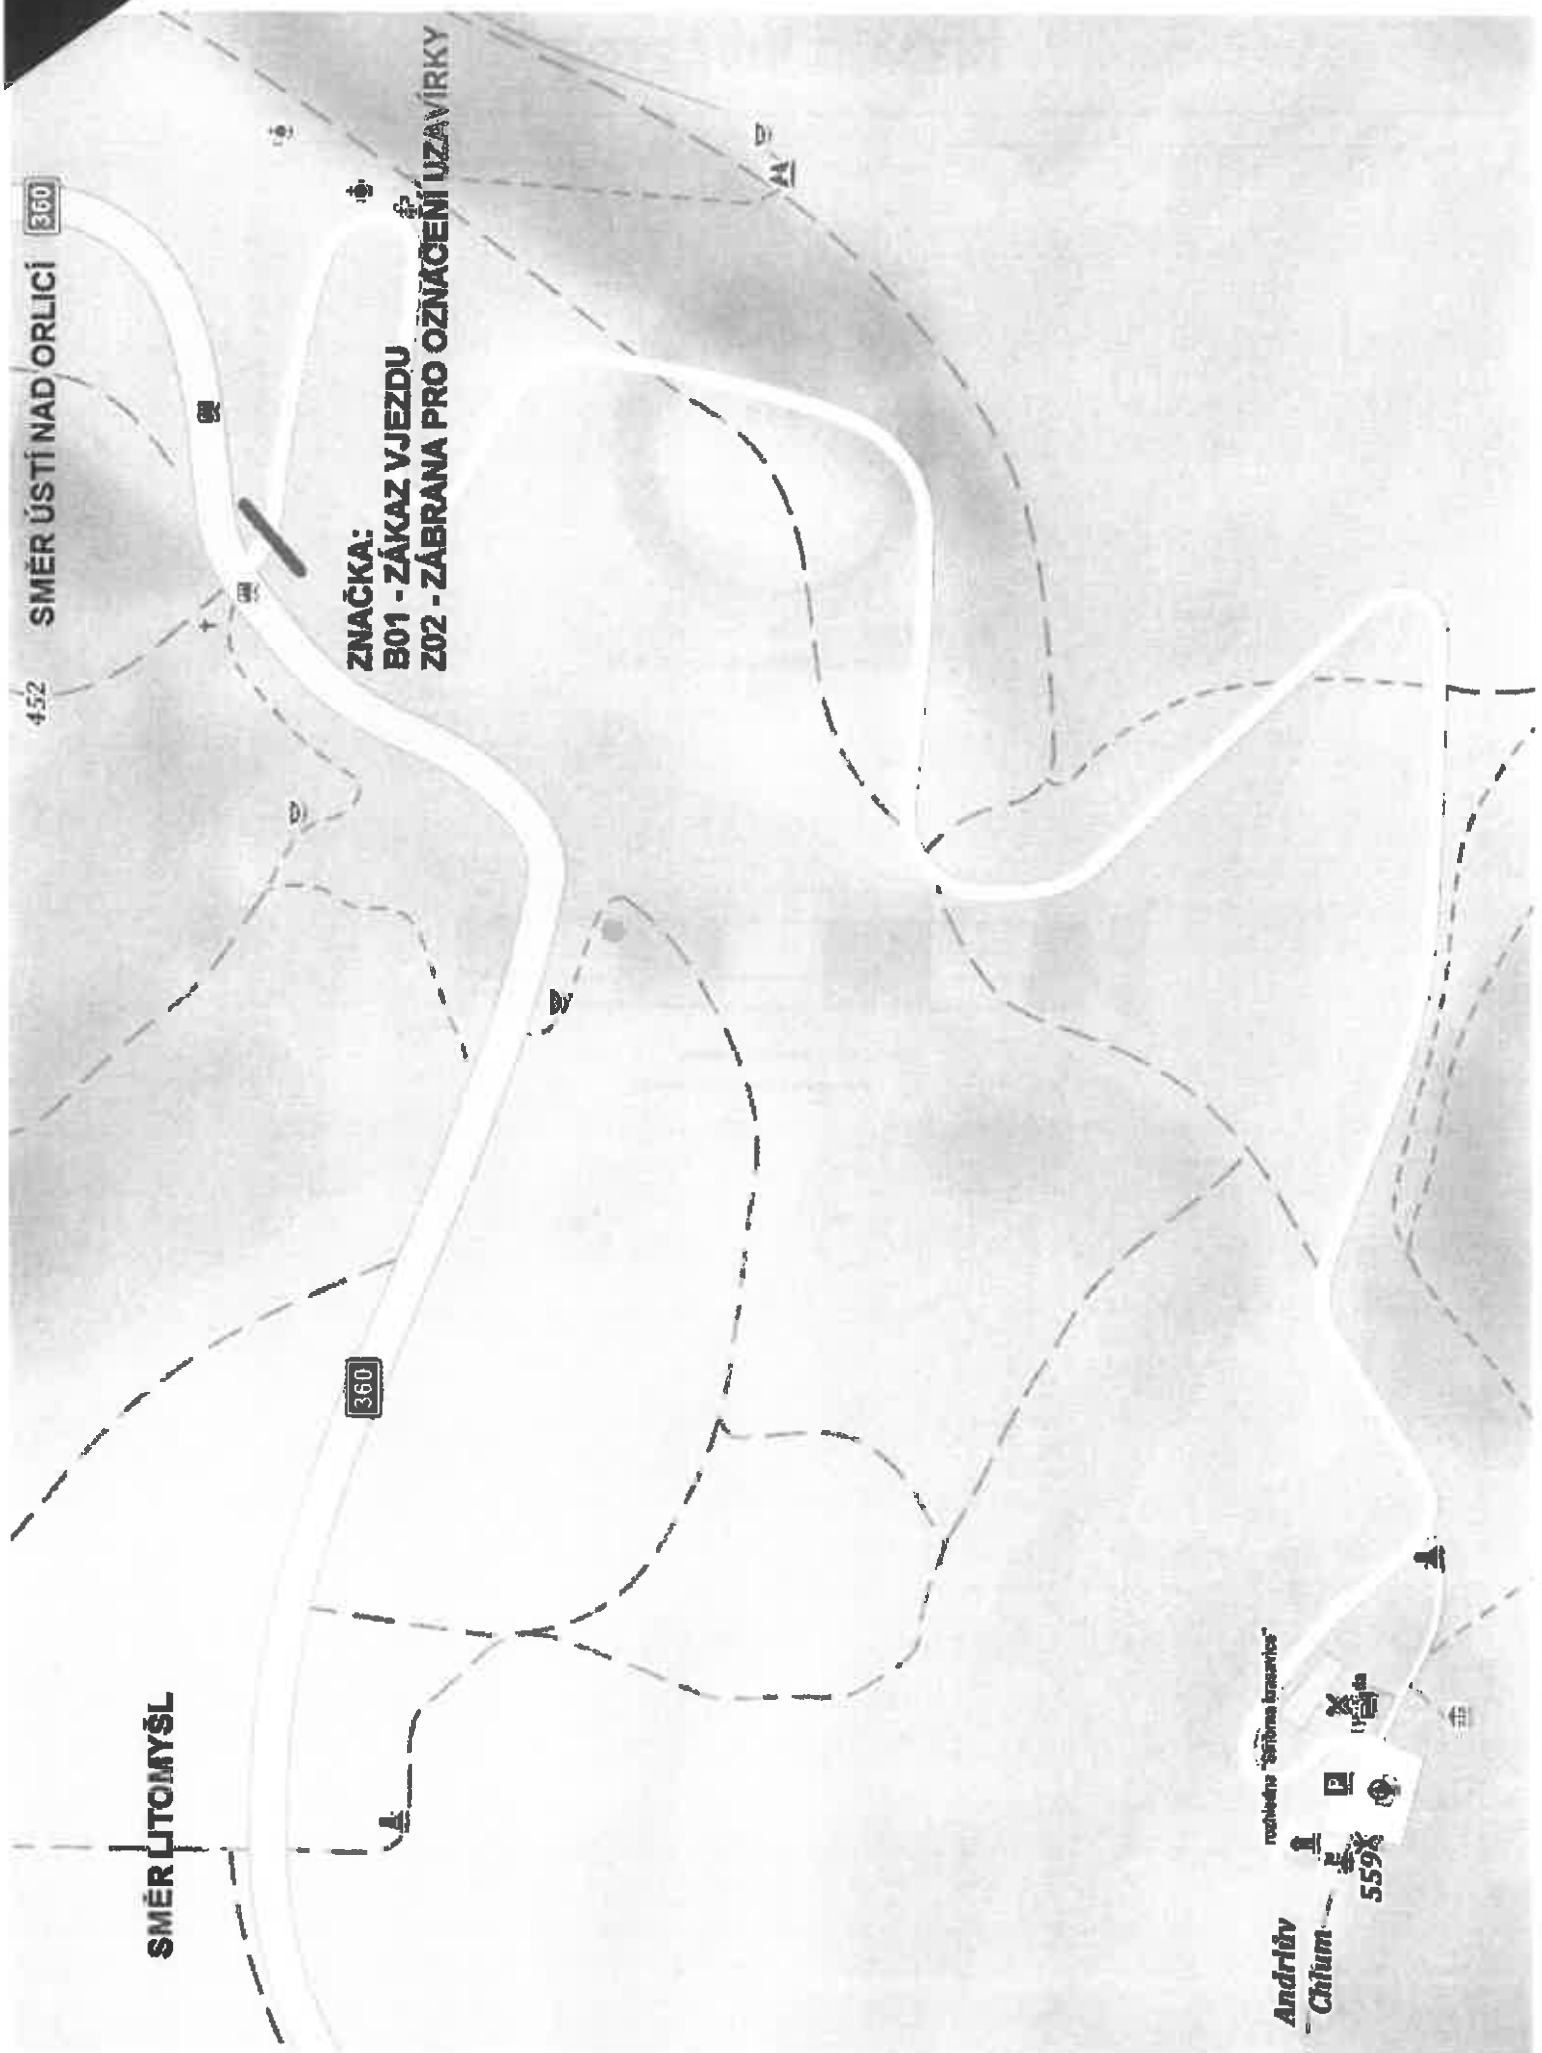 SMĚR ÚSTÍ NAD ORLICÍ
360
452
ZNAČKA:
B01 - ZÁKAZ VJEZDU
Z02 - ZÁBRANA PRO OZNAČENÍ UZAVÍRKY
360
SMĚR LITOMYŠL
rozhledna
P
559
Andrlův
Chlum